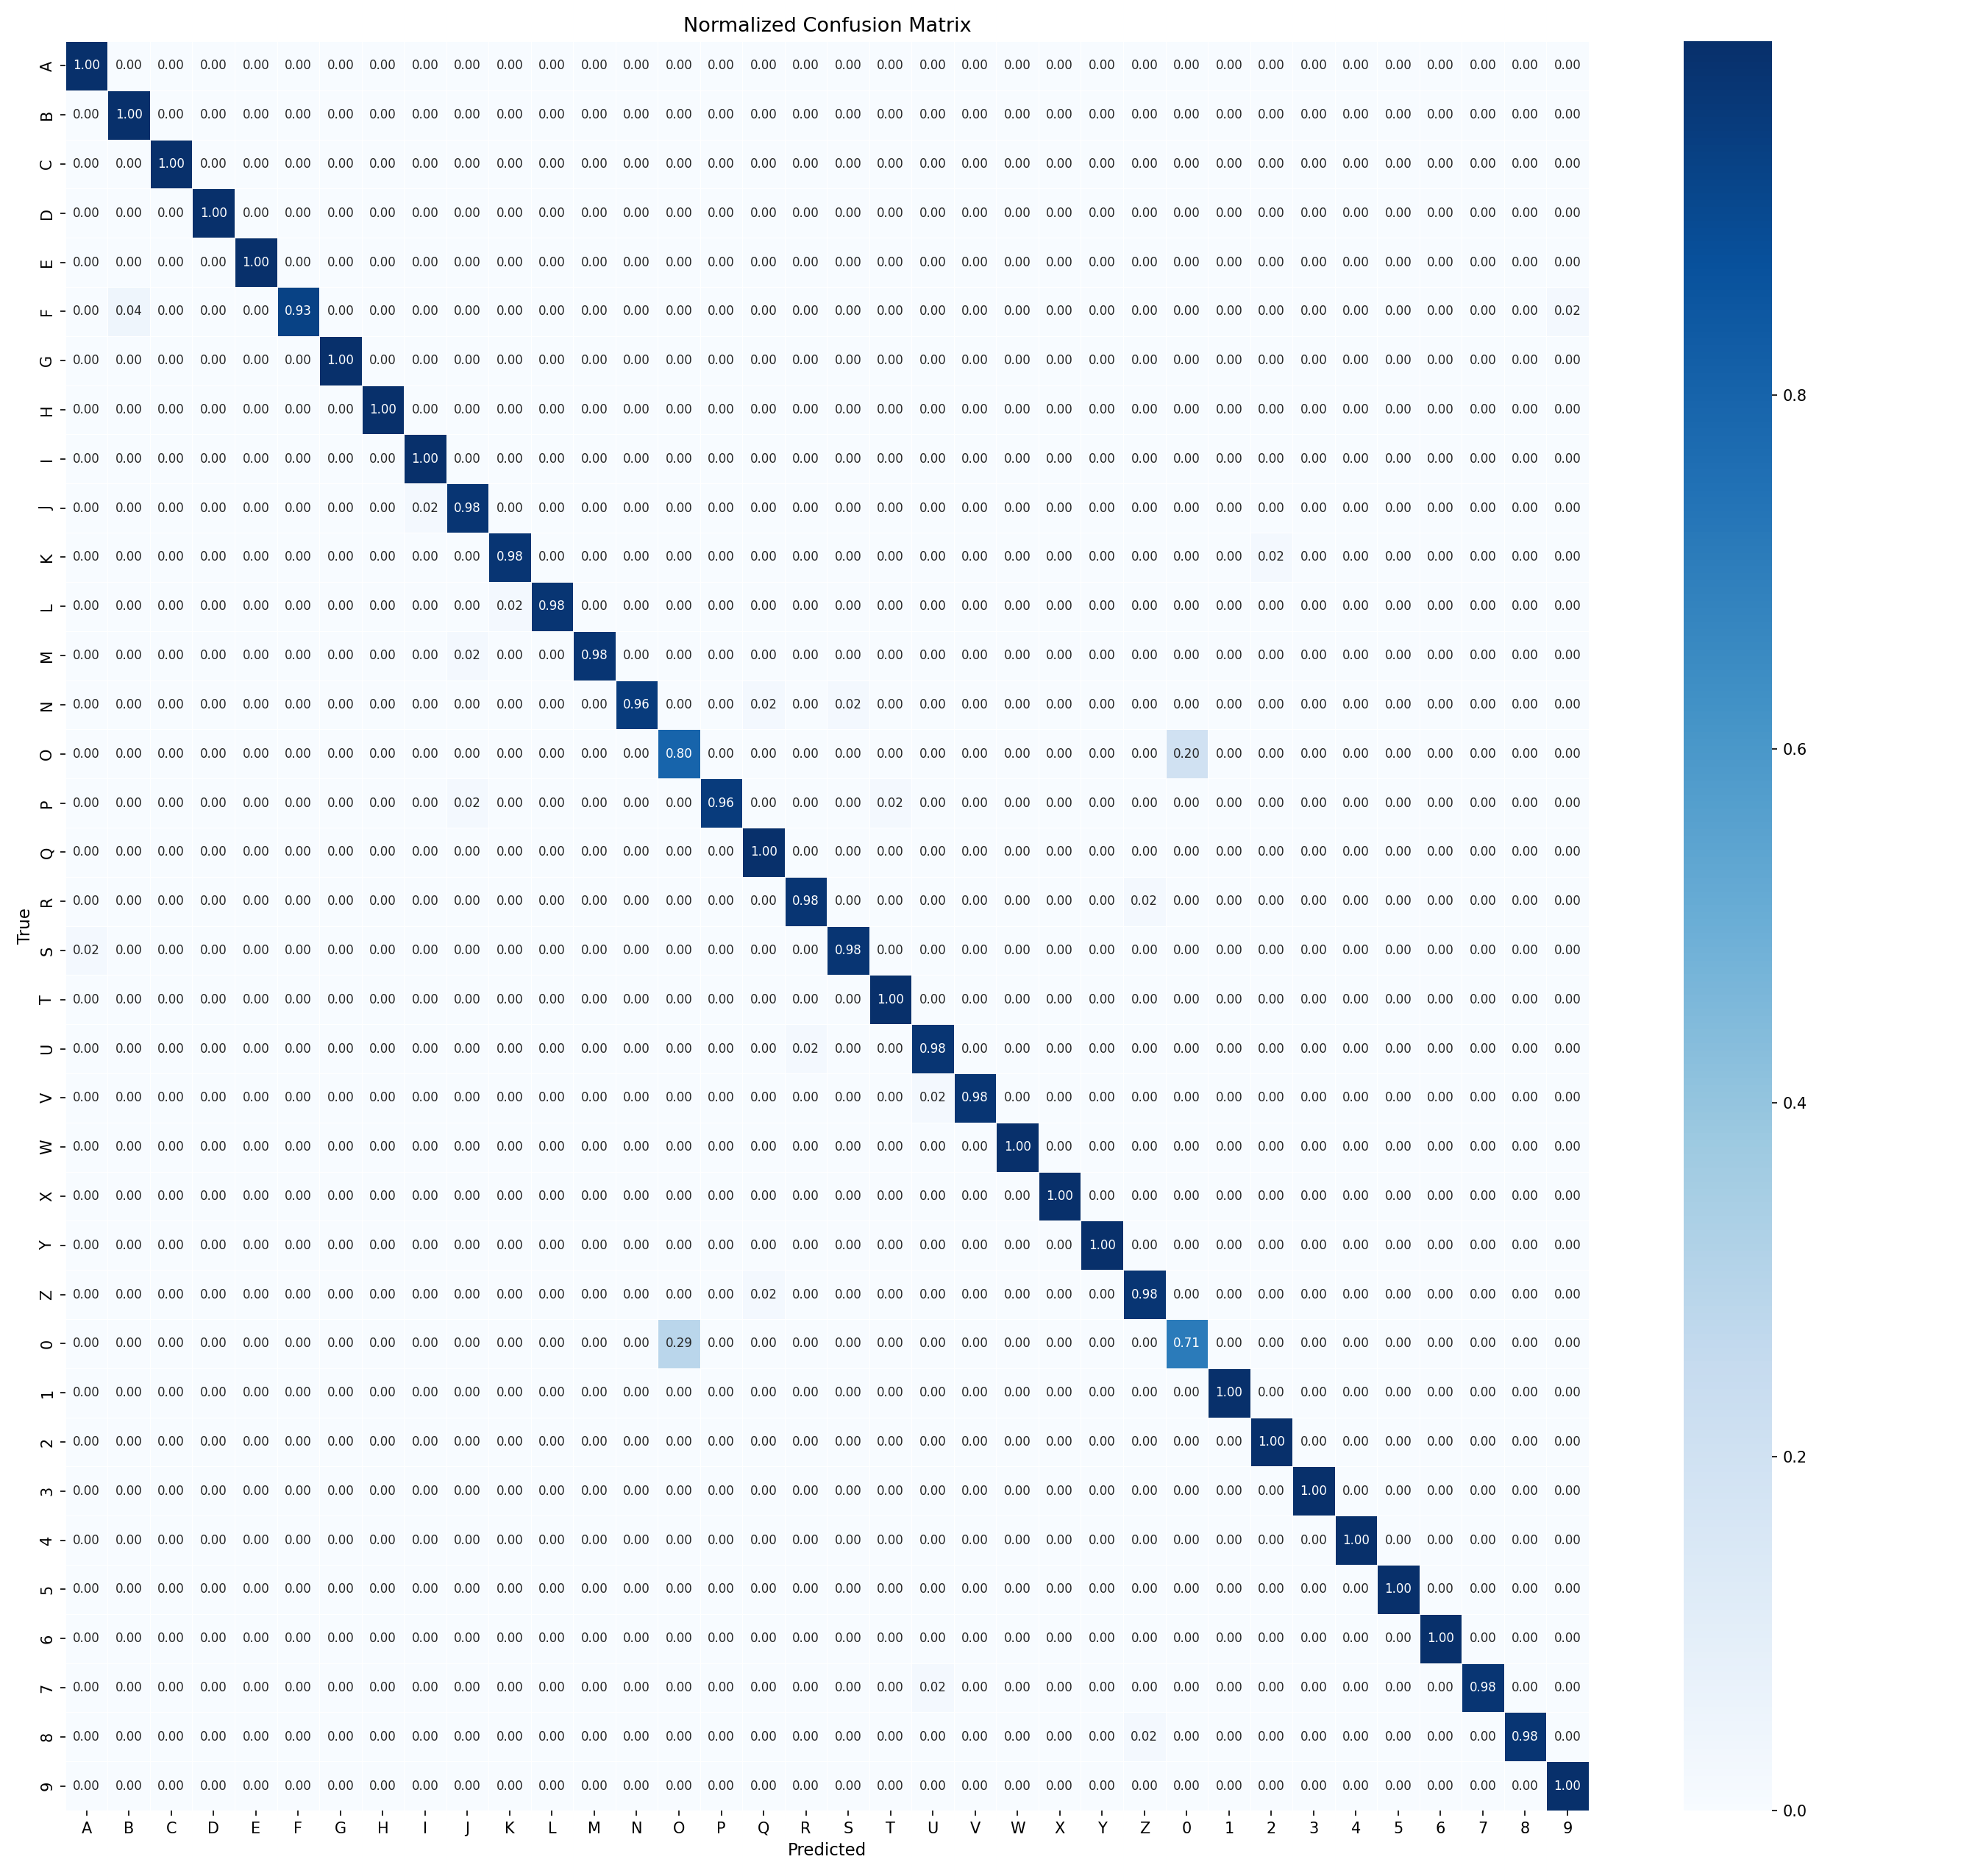 Normalized Confusion Matrix
A 1.00 0.00 0.00 0.00 0.00 0.00 0.00 0.00 0.00 0.00 0.00 0.00 0.00 0.00 0.00 0.00 0.00 0.00 0.00 0.00 0.00 0.00 0.00 0.00 0.00 0.00 0.00 0.00 0.00 0.00 0.00 0.00 0.00 0.00 0.00 0.00
B 0.00 1.00 0.00 0.00 0.00 0.00 0.00 0.00 0.00 0.00 0.00 0.00 0.00 0.00 0.00 0.00 0.00 0.00 0.00 0.00 0.00 0.00 0.00 0.00 0.00 0.00 0.00 0.00 0.00 0.00 0.00 0.00 0.00 0.00 0.00 0.00
C 0.00 0.00 1.00 0.00 0.00 0.00 0.00 0.00 0.00 0.00 0.00 0.00 0.00 0.00 0.00 0.00 0.00 0.00 0.00 0.00 0.00 0.00 0.00 0.00 0.00 0.00 0.00 0.00 0.00 0.00 0.00 0.00 0.00 0.00 0.00 0.00
D 0.00 0.00 0.00 1.00 0.00 0.00 0.00 0.00 0.00 0.00 0.00 0.00 0.00 0.00 0.00 0.00 0.00 0.00 0.00 0.00 0.00 0.00 0.00 0.00 0.00 0.00 0.00 0.00 0.00 0.00 0.00 0.00 0.00 0.00 0.00 0.00
E 0.00 0.00 0.00 0.00 1.00 0.00 0.00 0.00 0.00 0.00 0.00 0.00 0.00 0.00 0.00 0.00 0.00 0.00 0.00 0.00 0.00 0.00 0.00 0.00 0.00 0.00 0.00 0.00 0.00 0.00 0.00 0.00 0.00 0.00 0.00 0.00
F 0.00 0.04 0.00 0.00 0.00 0.93 0.00 0.00 0.00 0.00 0.00 0.00 0.00 0.00 0.00 0.00 0.00 0.00 0.00 0.00 0.00 0.00 0.00 0.00 0.00 0.00 0.00 0.00 0.00 0.00 0.00 0.00 0.00 0.00 0.00 0.02
G 0.00 0.00 0.00 0.00 0.00 0.00 1.00 0.00 0.00 0.00 0.00 0.00 0.00 0.00 0.00 0.00 0.00 0.00 0.00 0.00 0.00 0.00 0.00 0.00 0.00 0.00 0.00 0.00 0.00 0.00 0.00 0.00 0.00 0.00 0.00 0.00
H 0.00 0.00 0.00 0.00 0.00 0.00 0.00 1.00 0.00 0.00 0.00 0.00 0.00 0.00 0.00 0.00 0.00 0.00 0.00 0.00 0.00 0.00 0.00 0.00 0.00 0.00 0.00 0.00 0.00 0.00 0.00 0.00 0.00 0.00 0.00 0.00
I 0.00 0.00 0.00 0.00 0.00 0.00 0.00 0.00 1.00 0.00 0.00 0.00 0.00 0.00 0.00 0.00 0.00 0.00 0.00 0.00 0.00 0.00 0.00 0.00 0.00 0.00 0.00 0.00 0.00 0.00 0.00 0.00 0.00 0.00 0.00 0.00
J 0.00 0.00 0.00 0.00 0.00 0.00 0.00 0.00 0.02 0.98 0.00 0.00 0.00 0.00 0.00 0.00 0.00 0.00 0.00 0.00 0.00 0.00 0.00 0.00 0.00 0.00 0.00 0.00 0.00 0.00 0.00 0.00 0.00 0.00 0.00 0.00
K 0.00 0.00 0.00 0.00 0.00 0.00 0.00 0.00 0.00 0.00 0.98 0.00 0.00 0.00 0.00 0.00 0.00 0.00 0.00 0.00 0.00 0.00 0.00 0.00 0.00 0.00 0.00 0.00 0.02 0.00 0.00 0.00 0.00 0.00 0.00 0.00
L 0.00 0.00 0.00 0.00 0.00 0.00 0.00 0.00 0.00 0.00 0.02 0.98 0.00 0.00 0.00 0.00 0.00 0.00 0.00 0.00 0.00 0.00 0.00 0.00 0.00 0.00 0.00 0.00 0.00 0.00 0.00 0.00 0.00 0.00 0.00 0.00
M 0.00 0.00 0.00 0.00 0.00 0.00 0.00 0.00 0.00 0.02 0.00 0.00 0.98 0.00 0.00 0.00 0.00 0.00 0.00 0.00 0.00 0.00 0.00 0.00 0.00 0.00 0.00 0.00 0.00 0.00 0.00 0.00 0.00 0.00 0.00 0.00
N 0.00 0.00 0.00 0.00 0.00 0.00 0.00 0.00 0.00 0.00 0.00 0.00 0.00 0.96 0.00 0.00 0.02 0.00 0.02 0.00 0.00 0.00 0.00 0.00 0.00 0.00 0.00 0.00 0.00 0.00 0.00 0.00 0.00 0.00 0.00 0.00
O 0.00 0.00 0.00 0.00 0.00 0.00 0.00 0.00 0.00 0.00 0.00 0.00 0.00 0.00 0.80 0.00 0.00 0.00 0.00 0.00 0.00 0.00 0.00 0.00 0.00 0.00 0.20 0.00 0.00 0.00 0.00 0.00 0.00 0.00 0.00 0.00
P 0.00 0.00 0.00 0.00 0.00 0.00 0.00 0.00 0.00 0.02 0.00 0.00 0.00 0.00 0.00 0.96 0.00 0.00 0.00 0.02 0.00 0.00 0.00 0.00 0.00 0.00 0.00 0.00 0.00 0.00 0.00 0.00 0.00 0.00 0.00 0.00
Q 0.00 0.00 0.00 0.00 0.00 0.00 0.00 0.00 0.00 0.00 0.00 0.00 0.00 0.00 0.00 0.00 1.00 0.00 0.00 0.00 0.00 0.00 0.00 0.00 0.00 0.00 0.00 0.00 0.00 0.00 0.00 0.00 0.00 0.00 0.00 0.00
R 0.00 0.00 0.00 0.00 0.00 0.00 0.00 0.00 0.00 0.00 0.00 0.00 0.00 0.00 0.00 0.00 0.00 0.98 0.00 0.00 0.00 0.00 0.00 0.00 0.00 0.02 0.00 0.00 0.00 0.00 0.00 0.00 0.00 0.00 0.00 0.00
True
S 0.02 0.00 0.00 0.00 0.00 0.00 0.00 0.00 0.00 0.00 0.00 0.00 0.00 0.00 0.00 0.00 0.00 0.00 0.98 0.00 0.00 0.00 0.00 0.00 0.00 0.00 0.00 0.00 0.00 0.00 0.00 0.00 0.00 0.00 0.00 0.00
T 0.00 0.00 0.00 0.00 0.00 0.00 0.00 0.00 0.00 0.00 0.00 0.00 0.00 0.00 0.00 0.00 0.00 0.00 0.00 1.00 0.00 0.00 0.00 0.00 0.00 0.00 0.00 0.00 0.00 0.00 0.00 0.00 0.00 0.00 0.00 0.00
U 0.00 0.00 0.00 0.00 0.00 0.00 0.00 0.00 0.00 0.00 0.00 0.00 0.00 0.00 0.00 0.00 0.00 0.02 0.00 0.00 0.98 0.00 0.00 0.00 0.00 0.00 0.00 0.00 0.00 0.00 0.00 0.00 0.00 0.00 0.00 0.00
V 0.00 0.00 0.00 0.00 0.00 0.00 0.00 0.00 0.00 0.00 0.00 0.00 0.00 0.00 0.00 0.00 0.00 0.00 0.00 0.00 0.02 0.98 0.00 0.00 0.00 0.00 0.00 0.00 0.00 0.00 0.00 0.00 0.00 0.00 0.00 0.00
W 0.00 0.00 0.00 0.00 0.00 0.00 0.00 0.00 0.00 0.00 0.00 0.00 0.00 0.00 0.00 0.00 0.00 0.00 0.00 0.00 0.00 0.00 1.00 0.00 0.00 0.00 0.00 0.00 0.00 0.00 0.00 0.00 0.00 0.00 0.00 0.00
X 0.00 0.00 0.00 0.00 0.00 0.00 0.00 0.00 0.00 0.00 0.00 0.00 0.00 0.00 0.00 0.00 0.00 0.00 0.00 0.00 0.00 0.00 0.00 1.00 0.00 0.00 0.00 0.00 0.00 0.00 0.00 0.00 0.00 0.00 0.00 0.00
Y 0.00 0.00 0.00 0.00 0.00 0.00 0.00 0.00 0.00 0.00 0.00 0.00 0.00 0.00 0.00 0.00 0.00 0.00 0.00 0.00 0.00 0.00 0.00 0.00 1.00 0.00 0.00 0.00 0.00 0.00 0.00 0.00 0.00 0.00 0.00 0.00
Z 0.00 0.00 0.00 0.00 0.00 0.00 0.00 0.00 0.00 0.00 0.00 0.00 0.00 0.00 0.00 0.00 0.02 0.00 0.00 0.00 0.00 0.00 0.00 0.00 0.00 0.98 0.00 0.00 0.00 0.00 0.00 0.00 0.00 0.00 0.00 0.00
0 0.00 0.00 0.00 0.00 0.00 0.00 0.00 0.00 0.00 0.00 0.00 0.00 0.00 0.00 0.29 0.00 0.00 0.00 0.00 0.00 0.00 0.00 0.00 0.00 0.00 0.00 0.71 0.00 0.00 0.00 0.00 0.00 0.00 0.00 0.00 0.00
1 0.00 0.00 0.00 0.00 0.00 0.00 0.00 0.00 0.00 0.00 0.00 0.00 0.00 0.00 0.00 0.00 0.00 0.00 0.00 0.00 0.00 0.00 0.00 0.00 0.00 0.00 0.00 1.00 0.00 0.00 0.00 0.00 0.00 0.00 0.00 0.00
2 0.00 0.00 0.00 0.00 0.00 0.00 0.00 0.00 0.00 0.00 0.00 0.00 0.00 0.00 0.00 0.00 0.00 0.00 0.00 0.00 0.00 0.00 0.00 0.00 0.00 0.00 0.00 0.00 1.00 0.00 0.00 0.00 0.00 0.00 0.00 0.00
3 0.00 0.00 0.00 0.00 0.00 0.00 0.00 0.00 0.00 0.00 0.00 0.00 0.00 0.00 0.00 0.00 0.00 0.00 0.00 0.00 0.00 0.00 0.00 0.00 0.00 0.00 0.00 0.00 0.00 1.00 0.00 0.00 0.00 0.00 0.00 0.00
4 0.00 0.00 0.00 0.00 0.00 0.00 0.00 0.00 0.00 0.00 0.00 0.00 0.00 0.00 0.00 0.00 0.00 0.00 0.00 0.00 0.00 0.00 0.00 0.00 0.00 0.00 0.00 0.00 0.00 0.00 1.00 0.00 0.00 0.00 0.00 0.00
5 0.00 0.00 0.00 0.00 0.00 0.00 0.00 0.00 0.00 0.00 0.00 0.00 0.00 0.00 0.00 0.00 0.00 0.00 0.00 0.00 0.00 0.00 0.00 0.00 0.00 0.00 0.00 0.00 0.00 0.00 0.00 1.00 0.00 0.00 0.00 0.00
6 0.00 0.00 0.00 0.00 0.00 0.00 0.00 0.00 0.00 0.00 0.00 0.00 0.00 0.00 0.00 0.00 0.00 0.00 0.00 0.00 0.00 0.00 0.00 0.00 0.00 0.00 0.00 0.00 0.00 0.00 0.00 0.00 1.00 0.00 0.00 0.00
7 0.00 0.00 0.00 0.00 0.00 0.00 0.00 0.00 0.00 0.00 0.00 0.00 0.00 0.00 0.00 0.00 0.00 0.00 0.00 0.00 0.02 0.00 0.00 0.00 0.00 0.00 0.00 0.00 0.00 0.00 0.00 0.00 0.00 0.98 0.00 0.00
8 0.00 0.00 0.00 0.00 0.00 0.00 0.00 0.00 0.00 0.00 0.00 0.00 0.00 0.00 0.00 0.00 0.00 0.00 0.00 0.00 0.00 0.00 0.00 0.00 0.00 0.02 0.00 0.00 0.00 0.00 0.00 0.00 0.00 0.00 0.98 0.00
9 0.00 0.00 0.00 0.00 0.00 0.00 0.00 0.00 0.00 0.00 0.00 0.00 0.00 0.00 0.00 0.00 0.00 0.00 0.00 0.00 0.00 0.00 0.00 0.00 0.00 0.00 0.00 0.00 0.00 0.00 0.00 0.00 0.00 0.00 0.00 1.00
A B C D E F G H I J K L M N O P Q R S T U V W X Y Z 0 1 2 3 4 5 6 7 8 9
Predicted
0.8
0.6
0.4
0.2
0.0